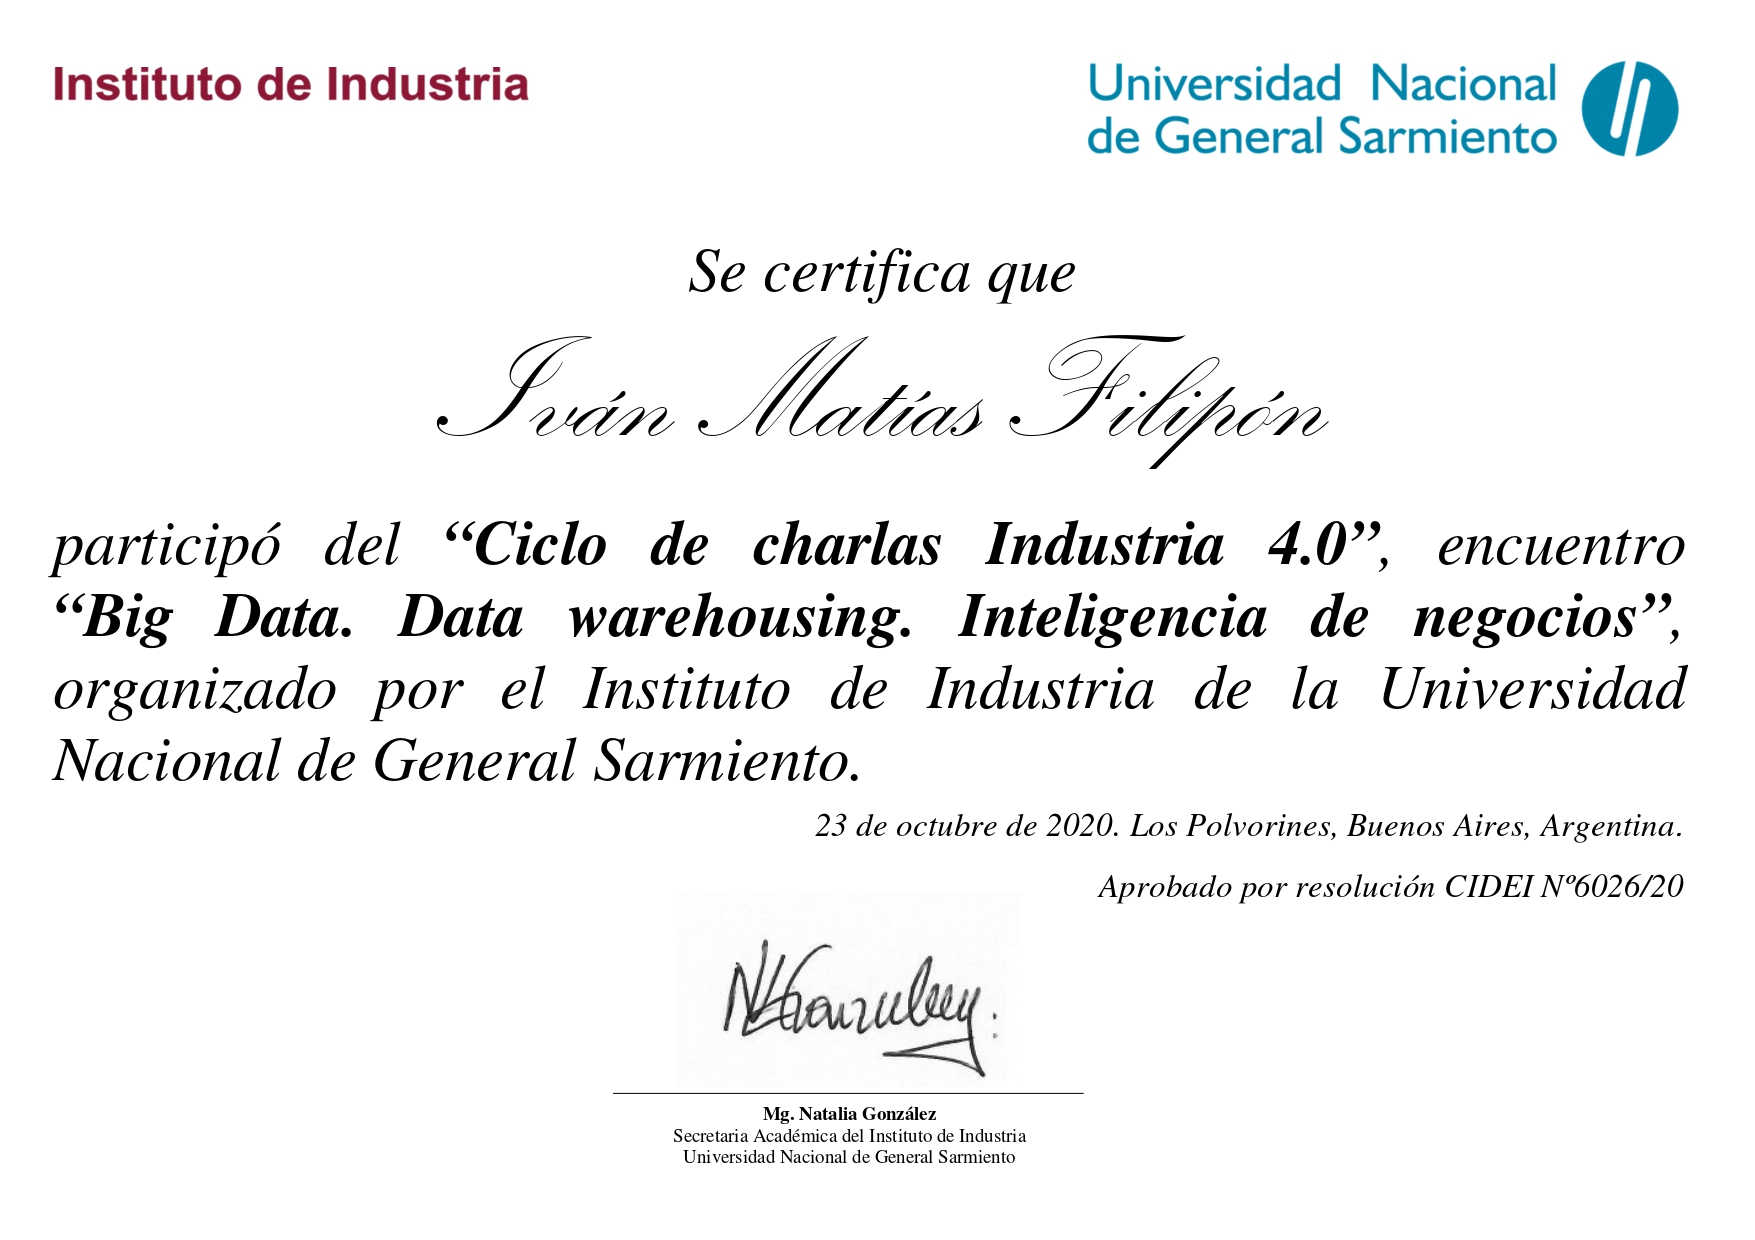 Instituto de Industria
Universidad Nacional
de General Sarmiento
Se certifica que
Iván Matías Filipón
participó del “Ciclo de charlas Industria 4.0”, encuentro
“Big Data. Data warehousing. Inteligencia de negocios”,
organizado por el Instituto de Industria de la Universidad
Nacional de General Sarmiento.
23 de octubre de 2020. Los Polvorines, Buenos Aires, Argentina.
Aprobado por resolución CIDEI Nº6026/20
Mg. Natalia González
Secretaria Académica del Instituto de Industria
Universidad Nacional de General Sarmiento